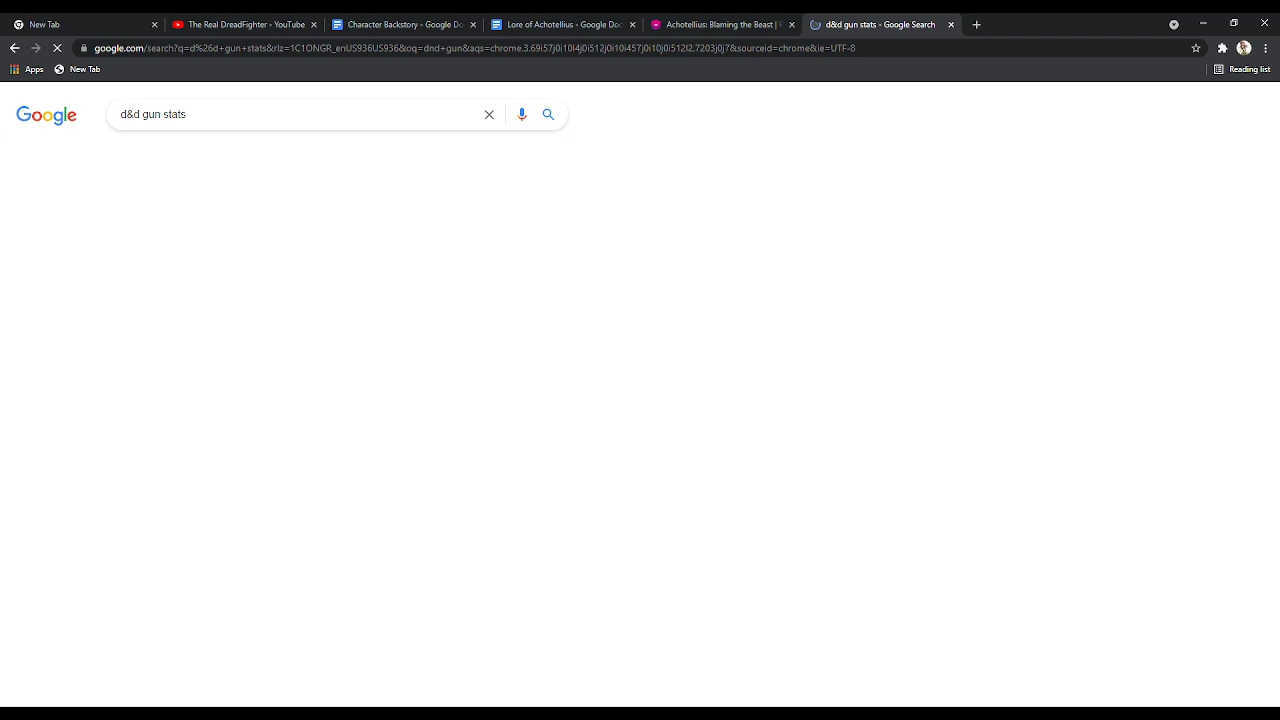 New Tab
The Real DreadFighter - YouTube
Character Backstory - Google Do
Lore of Achotellius - Google Doc
Achotellius: Blaming the Beast |
d&d gun stats - Google Search
google.com/search?q=d%26d+gun+stats&rlz=1C1ONGR_enUS936US936&oq=dnd+gun&aqs=chrome.3.69i57j0i10l4j0i512j0i10i457j0i10j0i512l2.7203j0j7&sourceid=chrome&ie=UTF-8
Apps
New Tab
Reading list
Google
d&d gun stats